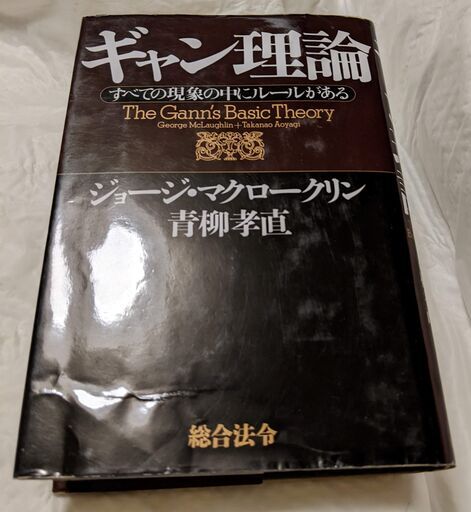 ギャン理論
すべての現象の中にルールがある
The Gann's Basic Theory
George McLaughlin+Takanao Aoyagi
ジョージ・マクロークリン
青柳孝直
総合法令